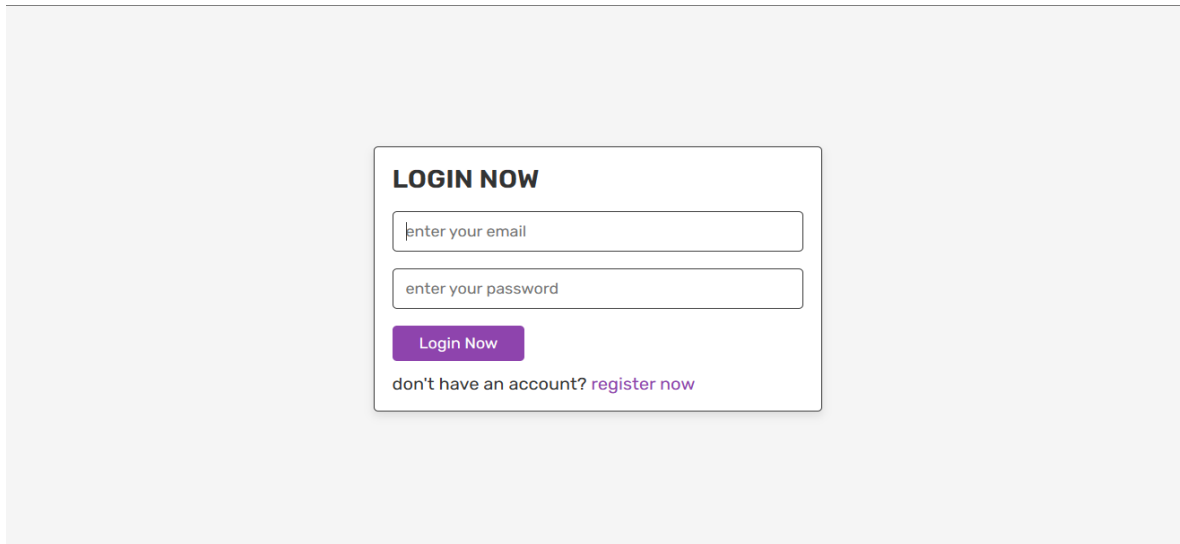 LOGIN NOW
enter your email
enter your password
Login Now
don't have an account? register now